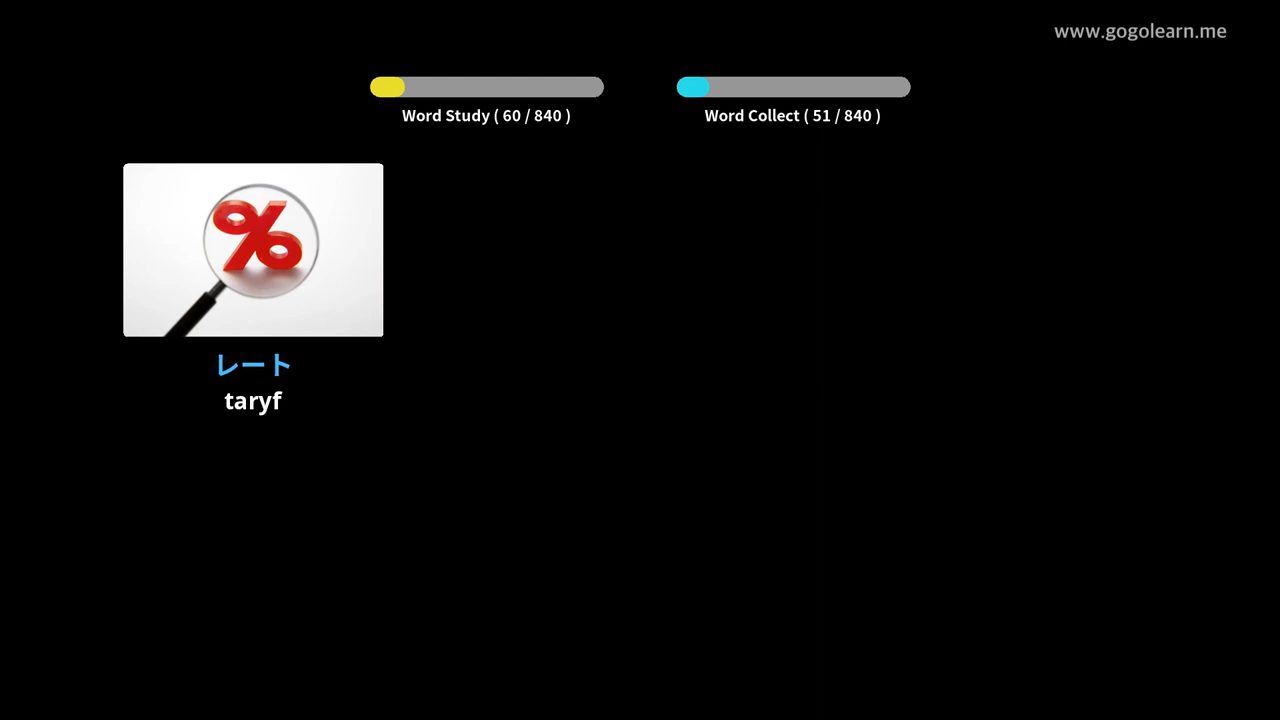 www.gogolearn.me
Word Study ( 60 / 840 )
Word Collect ( 51 / 840 )
%
レート
taryf